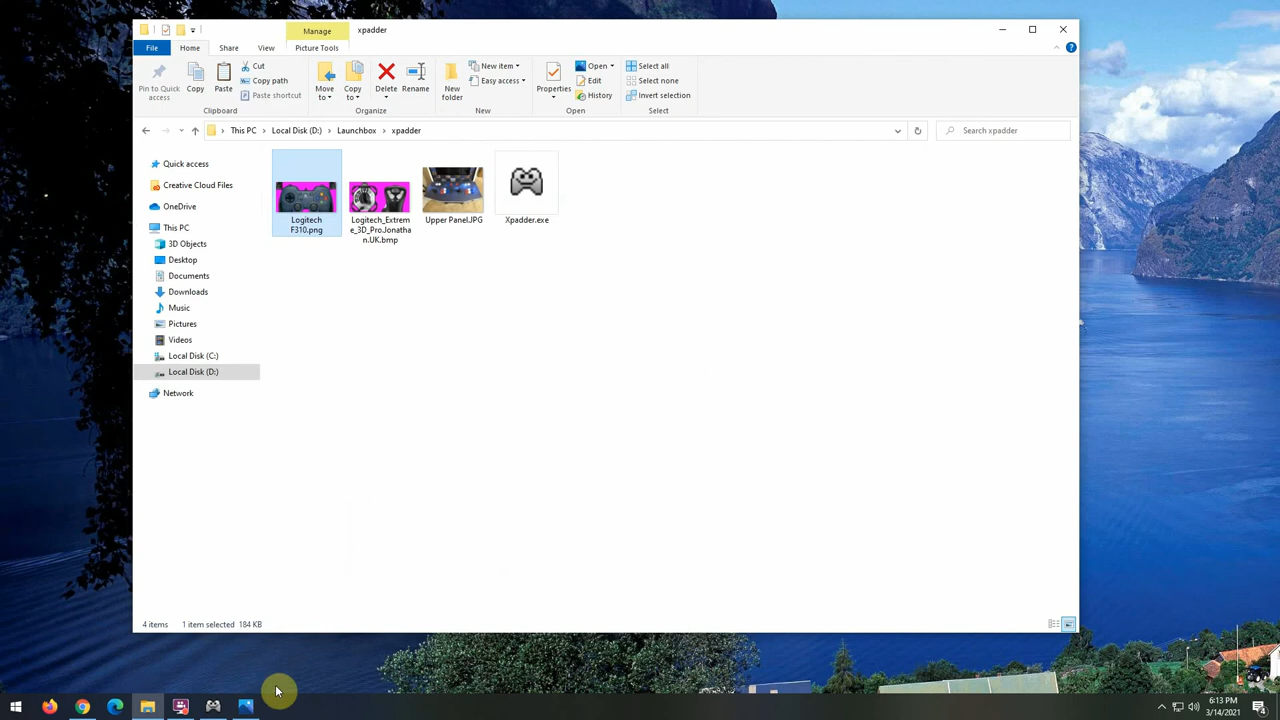 Manage xpadder
File Home Share View Picture Tools
Pin to Quick access
Copy
Paste
Cut
Copy path
Paste shortcut
Clipboard
Move to
Copy to
Delete
Rename
Organize
New folder
New item
Easy access
New
Properties
Open
Edit
History
Open
Select all
Select none
Invert selection
Select
This PC Local Disk (D:) Launchbox xpadder
Search xpadder
Quick access
Creative Cloud Files
OneDrive
This PC
3D Objects
Desktop
Documents
Downloads
Music
Pictures
Videos
Local Disk (C:)
Local Disk (D:)
Network
Logitech
F310.png
Logitech_Extrem
e_3D_Pro.Jonatha
n.UK.bmp
Upper Panel.JPG
Xpadder.exe
4 items 1 item selected 184 KB
6:13 PM
3/14/2021
4